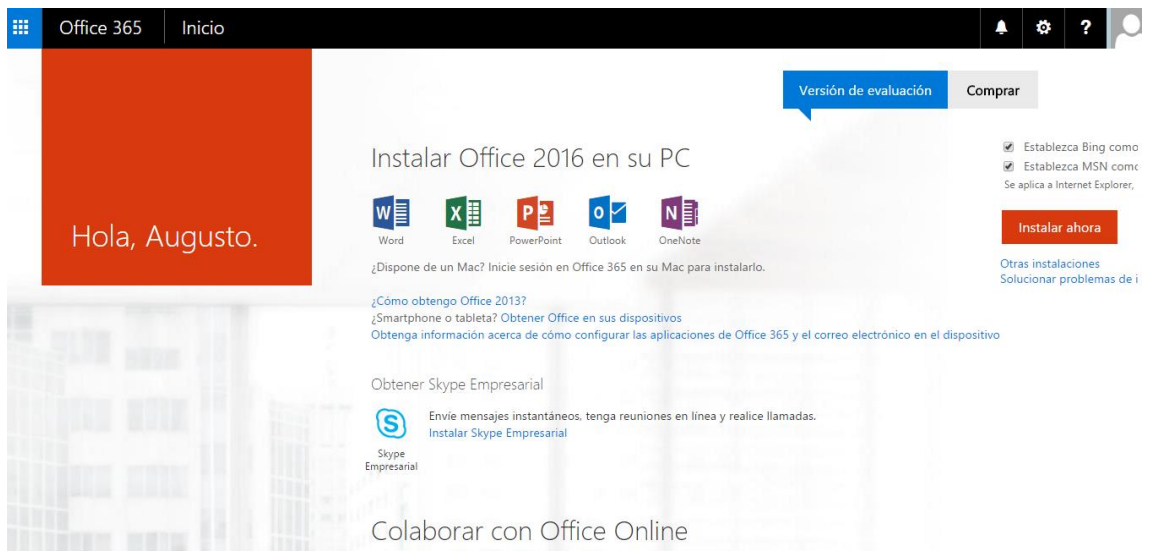 Office 365 Inicio
?
Versión de evaluación Comprar
Hola, Augusto.
Instalar Office 2016 en su PC
Word Excel PowerPoint Outlook OneNote
¿Dispone de un Mac? Inicie sesión en Office 365 en su Mac para instalarlo.
¿Cómo obtengo Office 2013?
¿Smartphone o tableta? Obtener Office en sus dispositivos
Obtenga información acerca de cómo configurar las aplicaciones de Office 365 y el correo electrónico en el dispositivo
Establezca Bing como
Establezca MSN como
Se aplica a Internet Explorer,
Instalar ahora
Otras instalaciones
Solucionar problemas de i
Obtener Skype Empresarial
Envíe mensajes instantáneos, tenga reuniones en línea y realice llamadas.
Instalar Skype Empresarial
Skype
Empresarial
Colaborar con Office Online